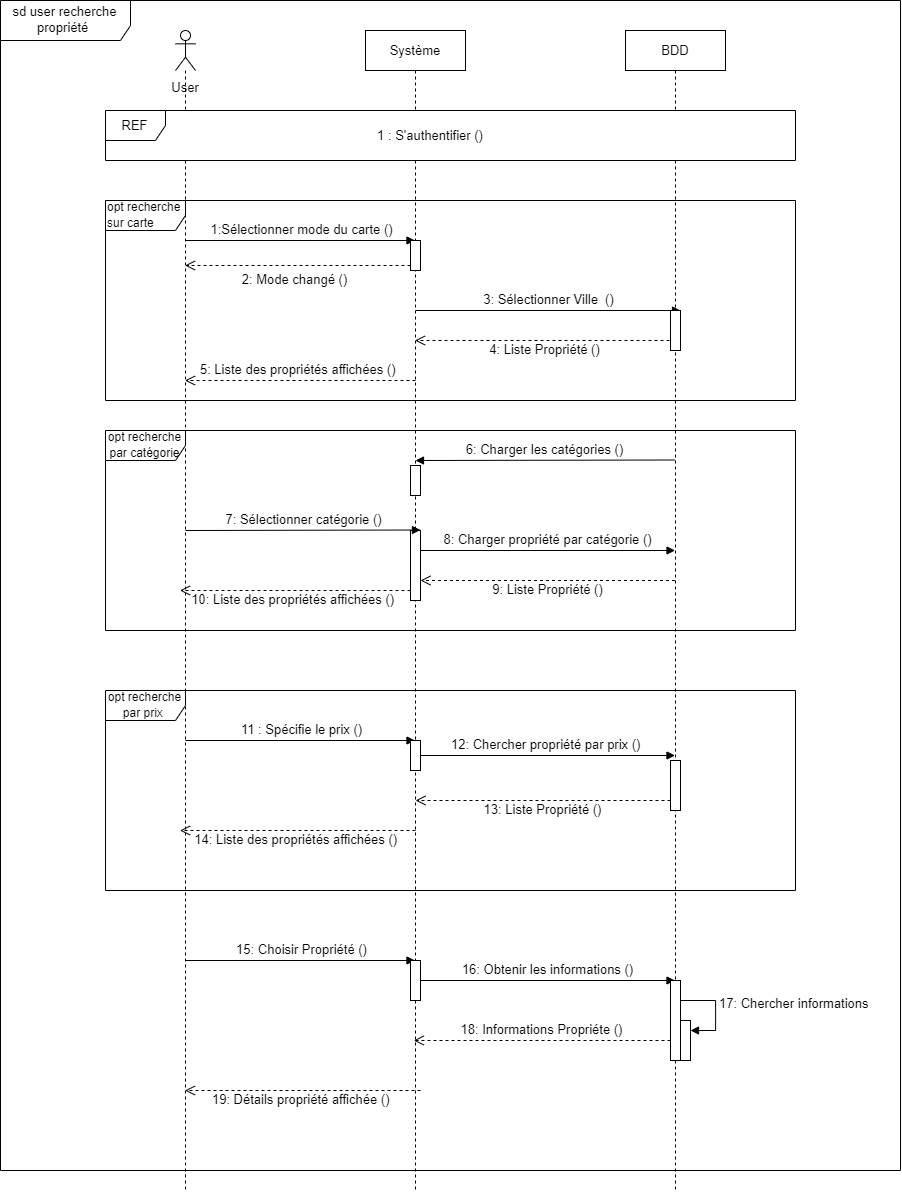 sd user recherche
propriété
User
Système
BDD
REF
1 : S'authentifier ()
opt recherche
sur carte
1:Sélectionner mode du carte ()
2: Mode changé ()
3: Sélectionner Ville  ()
4: Liste Propriété ()
5: Liste des propriétés affichées ()
opt recherche
par catégorie
6: Charger les catégories ()
7: Sélectionner catégorie ()
8: Charger propriété par catégorie ()
9: Liste Propriété ()
10: Liste des propriétés affichées ()
opt recherche
par prix
11 : Spécifie le prix ()
12: Chercher propriété par prix ()
13: Liste Propriété ()
14: Liste des propriétés affichées ()
15: Choisir Propriété ()
16: Obtenir les informations ()
17: Chercher informations
18: Informations Propriéte ()
19: Détails propriété affichée ()